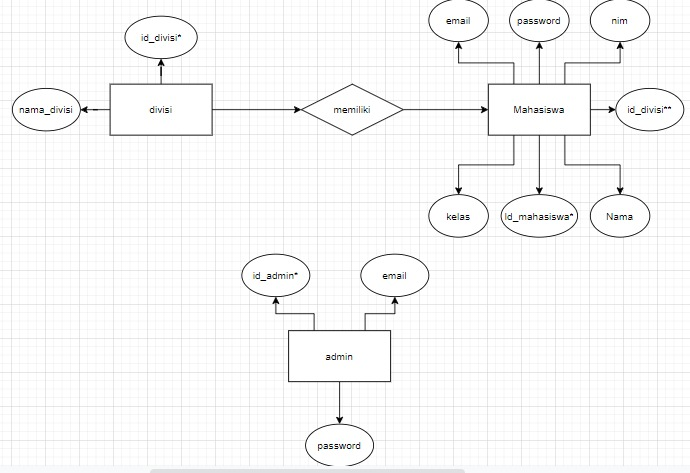 email
password
nim
id_divisi*
nama_divisi
divisi
memiliki
Mahasiswa
id_divisi**
kelas
Id_mahasiswa*
Nama
id_admin*
email
admin
password